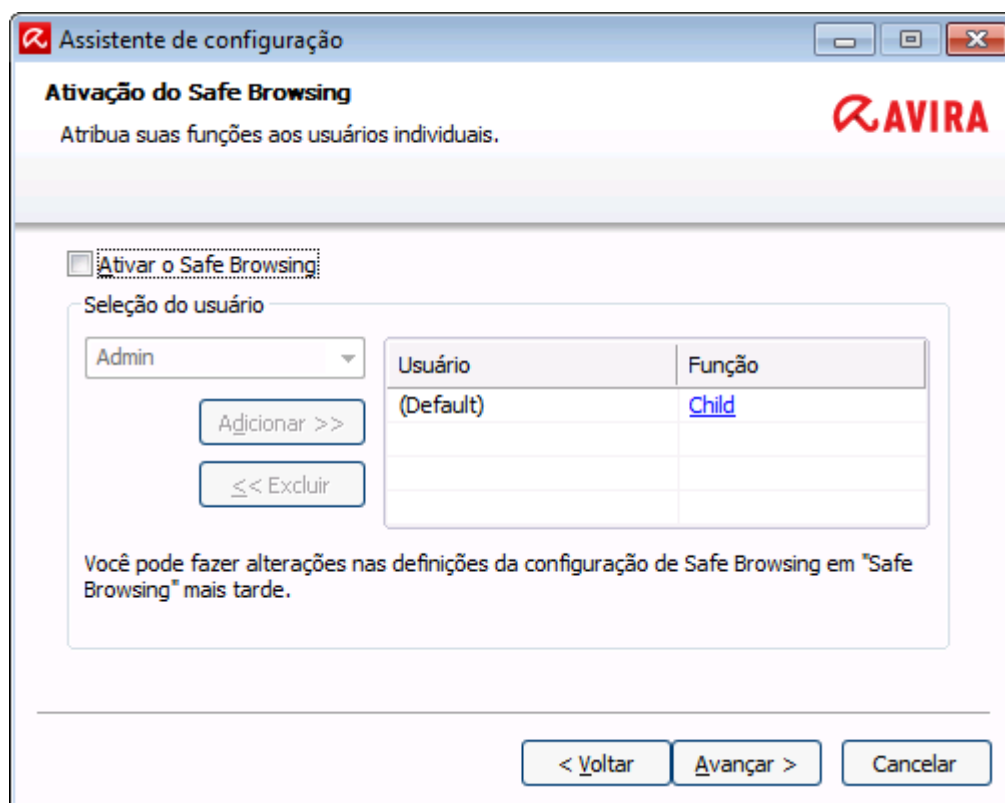 Assistente de configuração
Ativação do Safe Browsing
Atribua suas funções aos usuários individuais.
AVIRA
Ativar o Safe Browsing
Seleção do usuário
Admin
Usuário Função
(Default) Child
Adicionar >>
<< Excluir
Você pode fazer alterações nas definições da configuração de Safe Browsing em "Safe
Browsing" mais tarde.
< Voltar Avançar > Cancelar